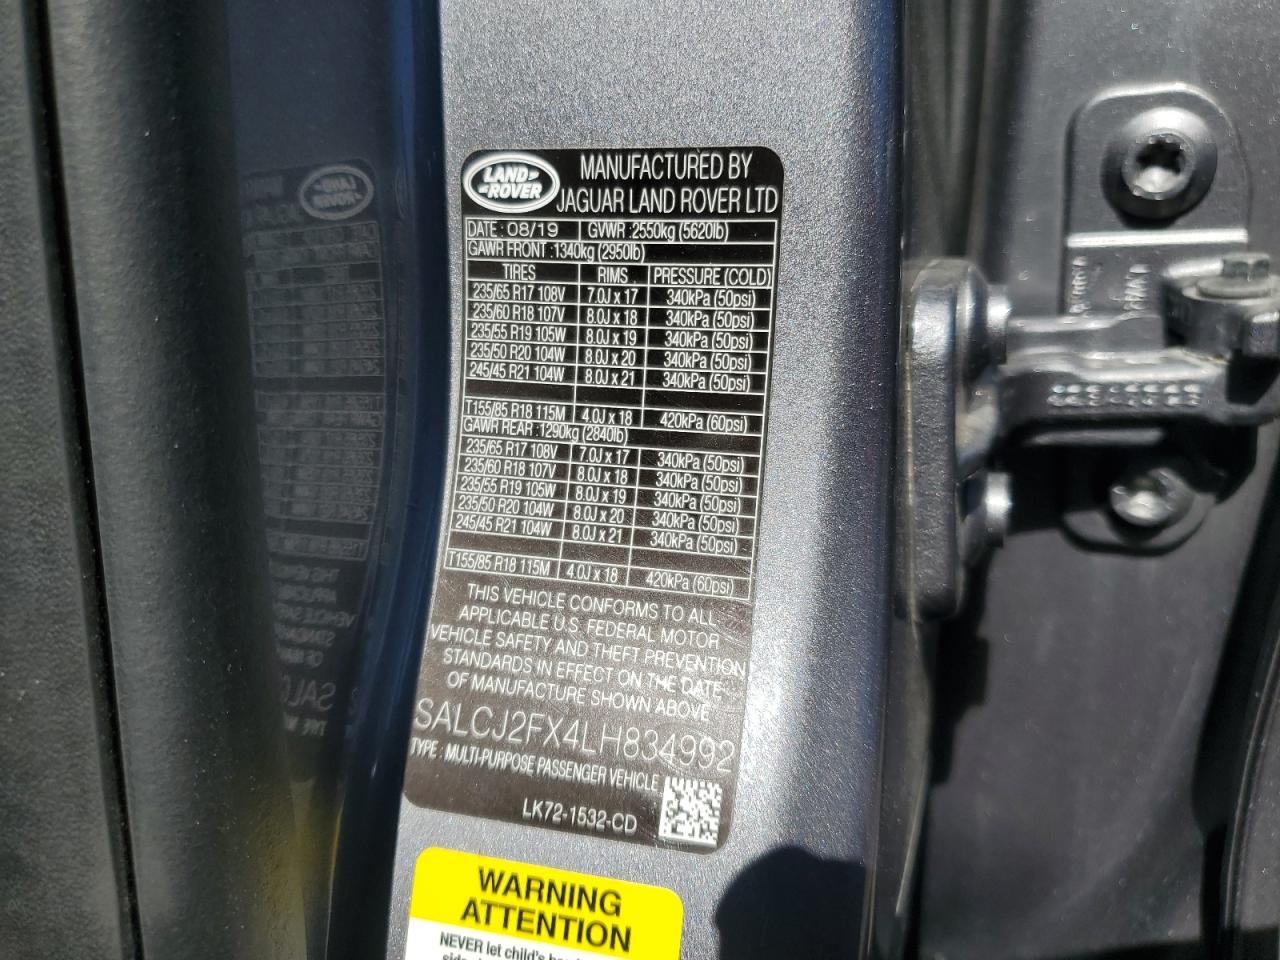 LAND-
-ROVER
MANUFACTURED BY
JAGUAR LAND ROVER LTD
DATE : 08/19 GVWR : 2550kg (5620lb)
GAWR FRONT : 1340kg (2950lb)
TIRES RIMS PRESSURE (COLD)
235/65 R17 108V 7.0J x 17 340kPa (50psi)
235/60 R18 107V 8.0J x 18 340kPa (50psi)
235/55 R19 105W 8.0J x 19 340kPa (50psi)
235/50 R20 104W 8.0J x 20 340kPa (50psi)
245/45 R21 104W 8.0J x 21 340kPa (50psi)
T155/85 R18 115M 4.0J x 18 420kPa (60psi)
GAWR REAR : 1290kg (2840lb)
235/65 R17 108V 7.0J x 17 340kPa (50psi)
235/60 R18 107V 8.0J x 18 340kPa (50psi)
235/55 R19 105W 8.0J x 19 340kPa (50psi)
235/50 R20 104W 8.0J x 20 340kPa (50psi)
245/45 R21 104W 8.0J x 21 340kPa (50psi)
T155/85 R18 115M 4.0J x 18 420kPa (60psi)
THIS VEHICLE CONFORMS TO ALL
APPLICABLE U.S. FEDERAL MOTOR
VEHICLE SAFETY AND THEFT PREVENTION
STANDARDS IN EFFECT ON THE DATE
OF MANUFACTURE SHOWN ABOVE
SALCJ2FX4LH834992
TYPE : MULTI-PURPOSE PASSENGER VEHICLE
LK72-1532-CD
WARNING
ATTENTION
NEVER let child's